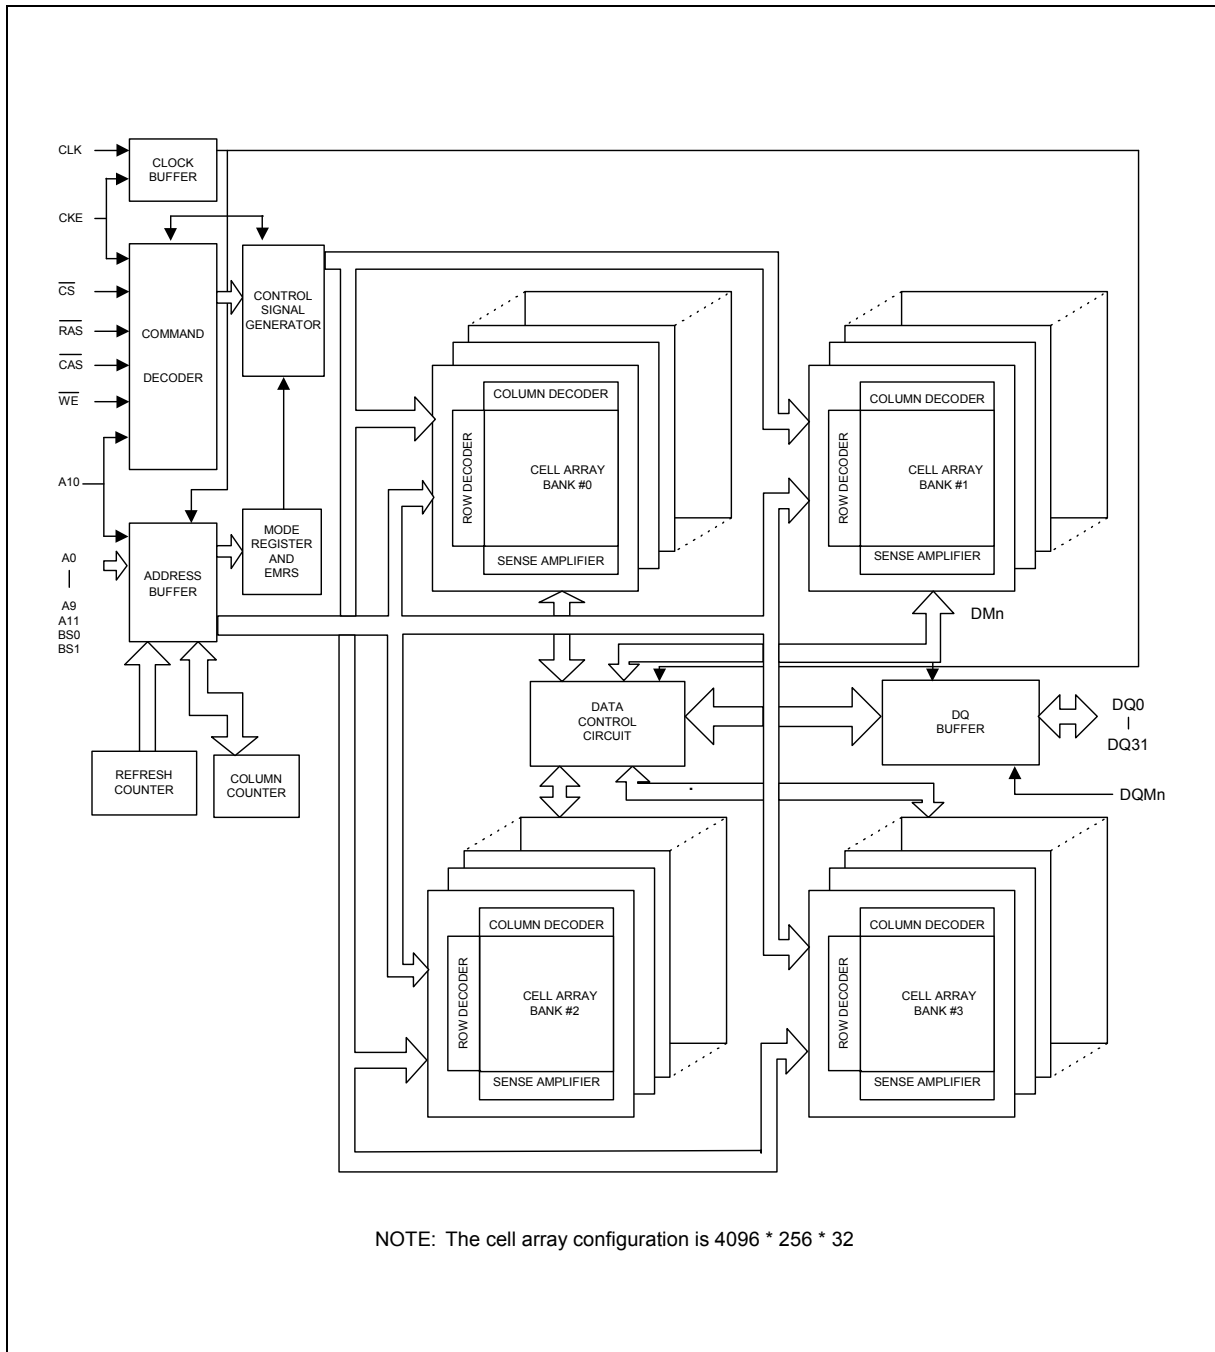 CLK
CLOCK
BUFFER
CKE
CS
RAS
CAS
WE
COMMAND
DECODER
CONTROL
SIGNAL
GENERATOR
A10
A0
A9
A11
BS0
BS1
ADDRESS
BUFFER
MODE
REGISTER
AND
EMRS
REFRESH
COUNTER
COLUMN
COUNTER
COLUMN DECODER
ROW DECODER
CELL ARRAY
BANK #0
SENSE AMPLIFIER
COLUMN DECODER
ROW DECODER
CELL ARRAY
BANK #1
SENSE AMPLIFIER
DMn
DATA
CONTROL
CIRCUIT
DQ
BUFFER
DQ0
DQ31
DQMn
COLUMN DECODER
ROW DECODER
CELL ARRAY
BANK #2
SENSE AMPLIFIER
COLUMN DECODER
ROW DECODER
CELL ARRAY
BANK #3
SENSE AMPLIFIER
NOTE: The cell array configuration is 4096 * 256 * 32